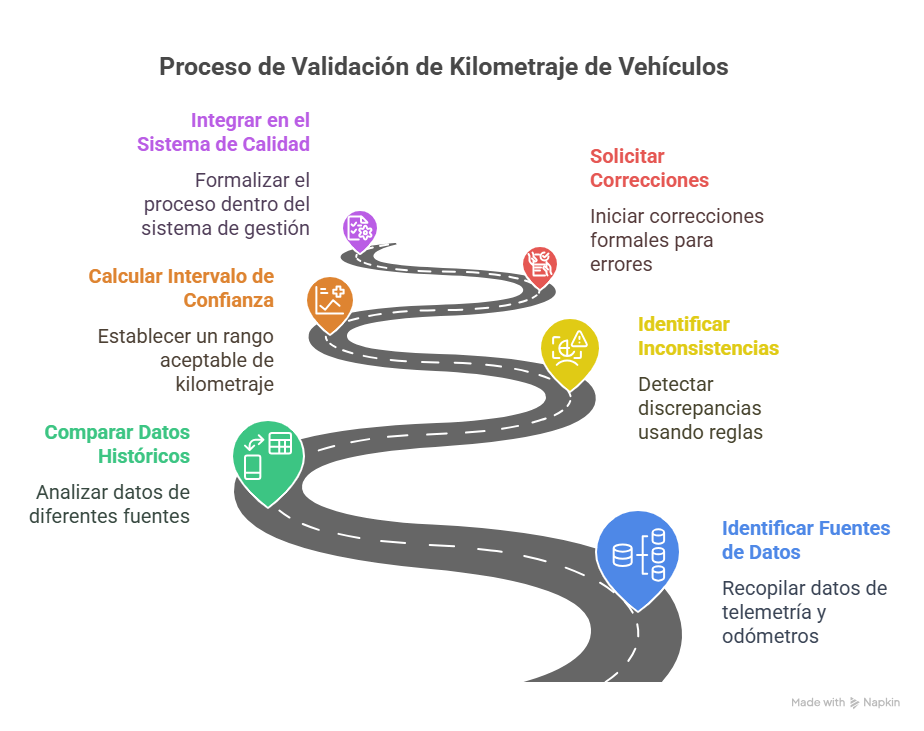 Proceso de Validación de Kilometraje de Vehículos
Integrar en el
Sistema de Calidad
Formalizar el
proceso dentro del
sistema de gestión
Solicitar
Correcciones
Iniciar correcciones
formales para
errores
Calcular Intervalo de
Confianza
Establecer un rango
aceptable de
kilometraje
Identificar
Inconsistencias
Detectar
discrepancias
usando reglas
Comparar Datos
Históricos
Analizar datos de
diferentes fuentes
Identificar Fuentes
de Datos
Recopilar datos de
telemetría y
odómetros
Made with Napkin